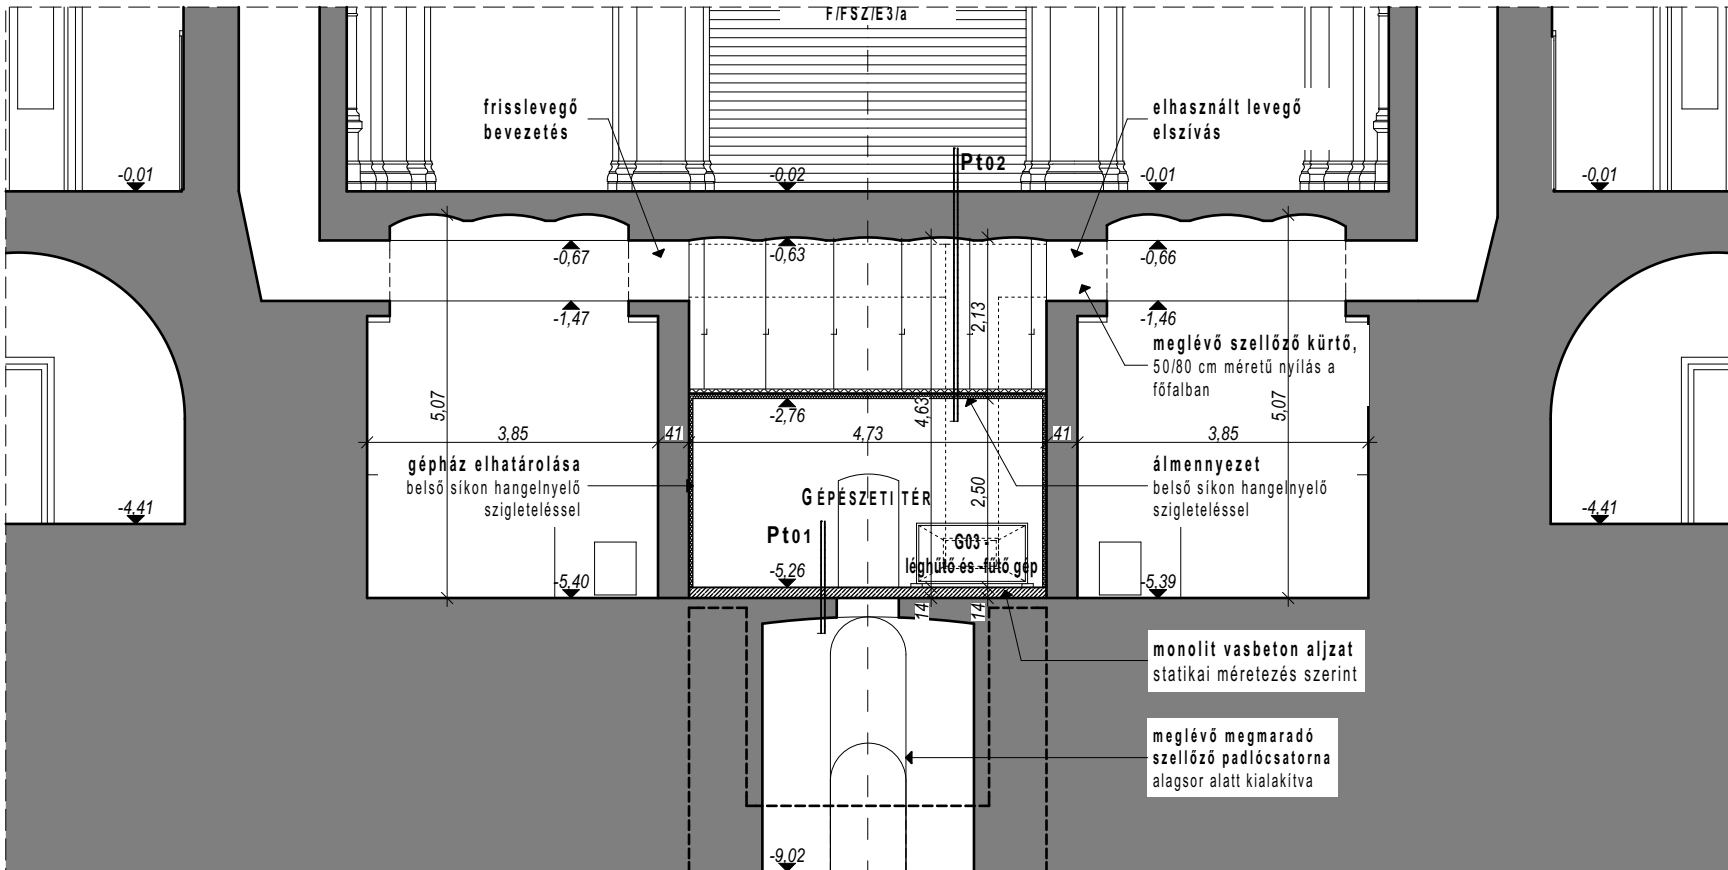 F/FSZ/E3/a
frisslevegő
bevezetés
elhasznált levegő
elszívás
Pt02
-0,01
-0,02
-0,01
-0,01
-0,67
-0,63
-0,66
-1,47
-1,46
2,13
meglévő szellőző kürtő,
50/80 cm méretű nyílás a
főfalban
5,07
-2,76
4,63
5,07
3,85
41
4,73
41
3,85
gépház elhatárolása
belső síkon hangelnyelő
szigleteléssel
álmennyezet
belső síkon hangelnyelő
szigleteléssel
GÉPÉSZETI TÉR
2,50
-4,41
-4,41
Pt01
G03 -
léghűtő és -fűtő gép
-5,40
-5,26
-5,39
14
14
monolit vasbeton aljzat
statikai méretezés szerint
meglévő megmaradó
szellőző padlócsatorna
alagsor alatt kialakítva
-9,02